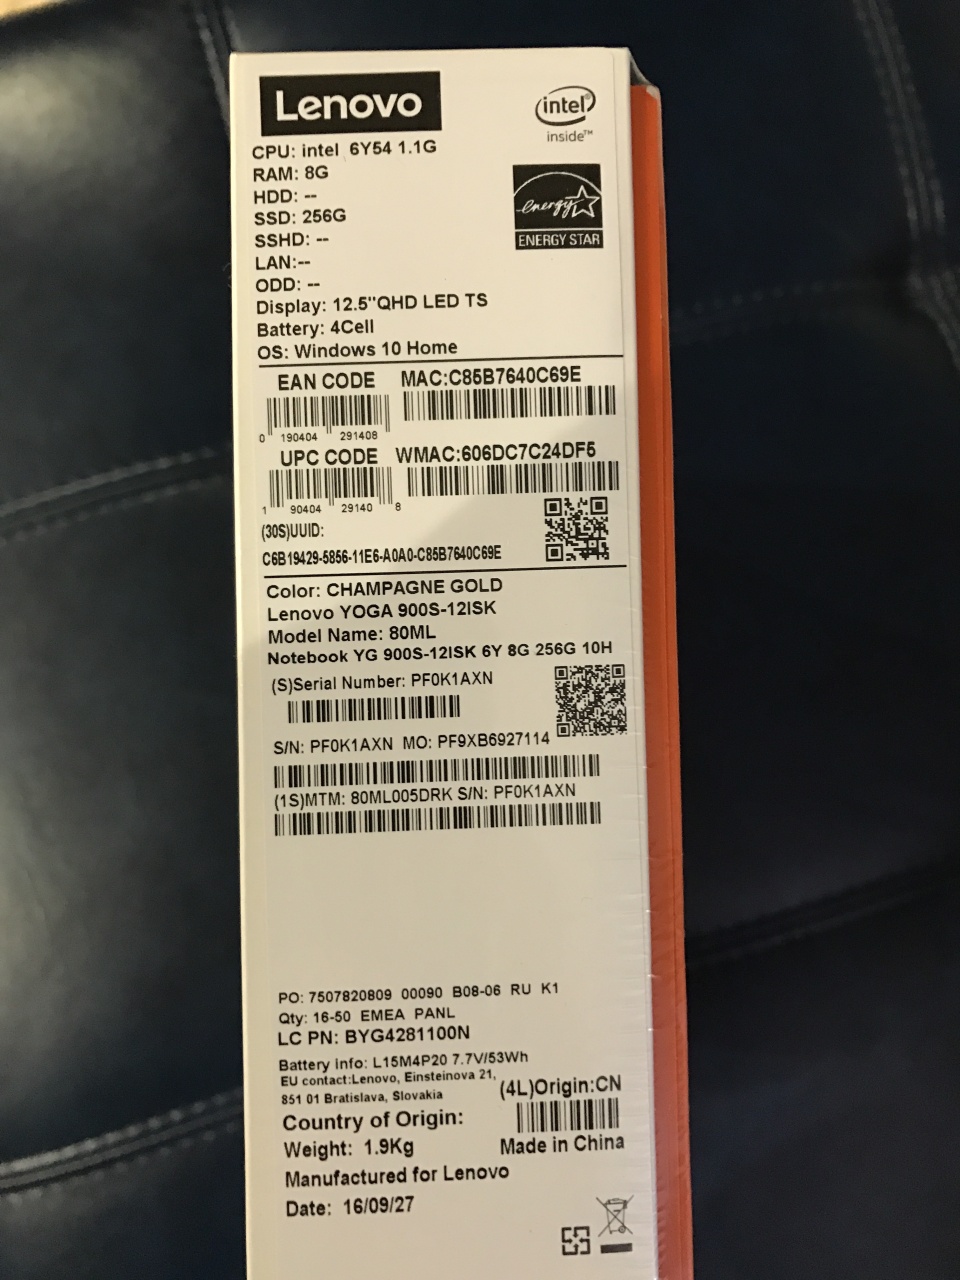 Lenovo
intel
inside™
CPU: intel 6Y54 1.1G
RAM: 8G
HDD: --
SSD: 256G
SSHD: --
LAN:--
ODD: --
Display: 12.5"QHD LED TS
Battery: 4Cell
OS: Windows 10 Home
energy
ENERGY STAR
EAN CODE MAC:C85B7640C69E
0 190404 291408
UPC CODE WMAC:606DC7C24DF5
1 90404 29140 8
(30S)UUID:
C6B19429-5856-11E6-A0A0-C85B7640C69E
Color: CHAMPAGNE GOLD
Lenovo YOGA 900S-12ISK
Model Name: 80ML
Notebook YG 900S-12ISK 6Y 8G 256G 10H
(S)Serial Number: PF0K1AXN
S/N: PF0K1AXN MO: PF9XB6927114
(1S)MTM: 80ML005DRK S/N: PF0K1AXN
PO: 7507820809 00090 B08-06 RU K1
Qty: 16-50 EMEA PANL
LC PN: BYG4281100N
Battery info: L15M4P20 7.7V/53Wh
EU contact:Lenovo, Einsteinova 21,
851 01 Bratislava, Slovakia
(4L)Origin:CN
Country of Origin:
Made in China
Weight: 1.9Kg
Manufactured for Lenovo
Date: 16/09/27